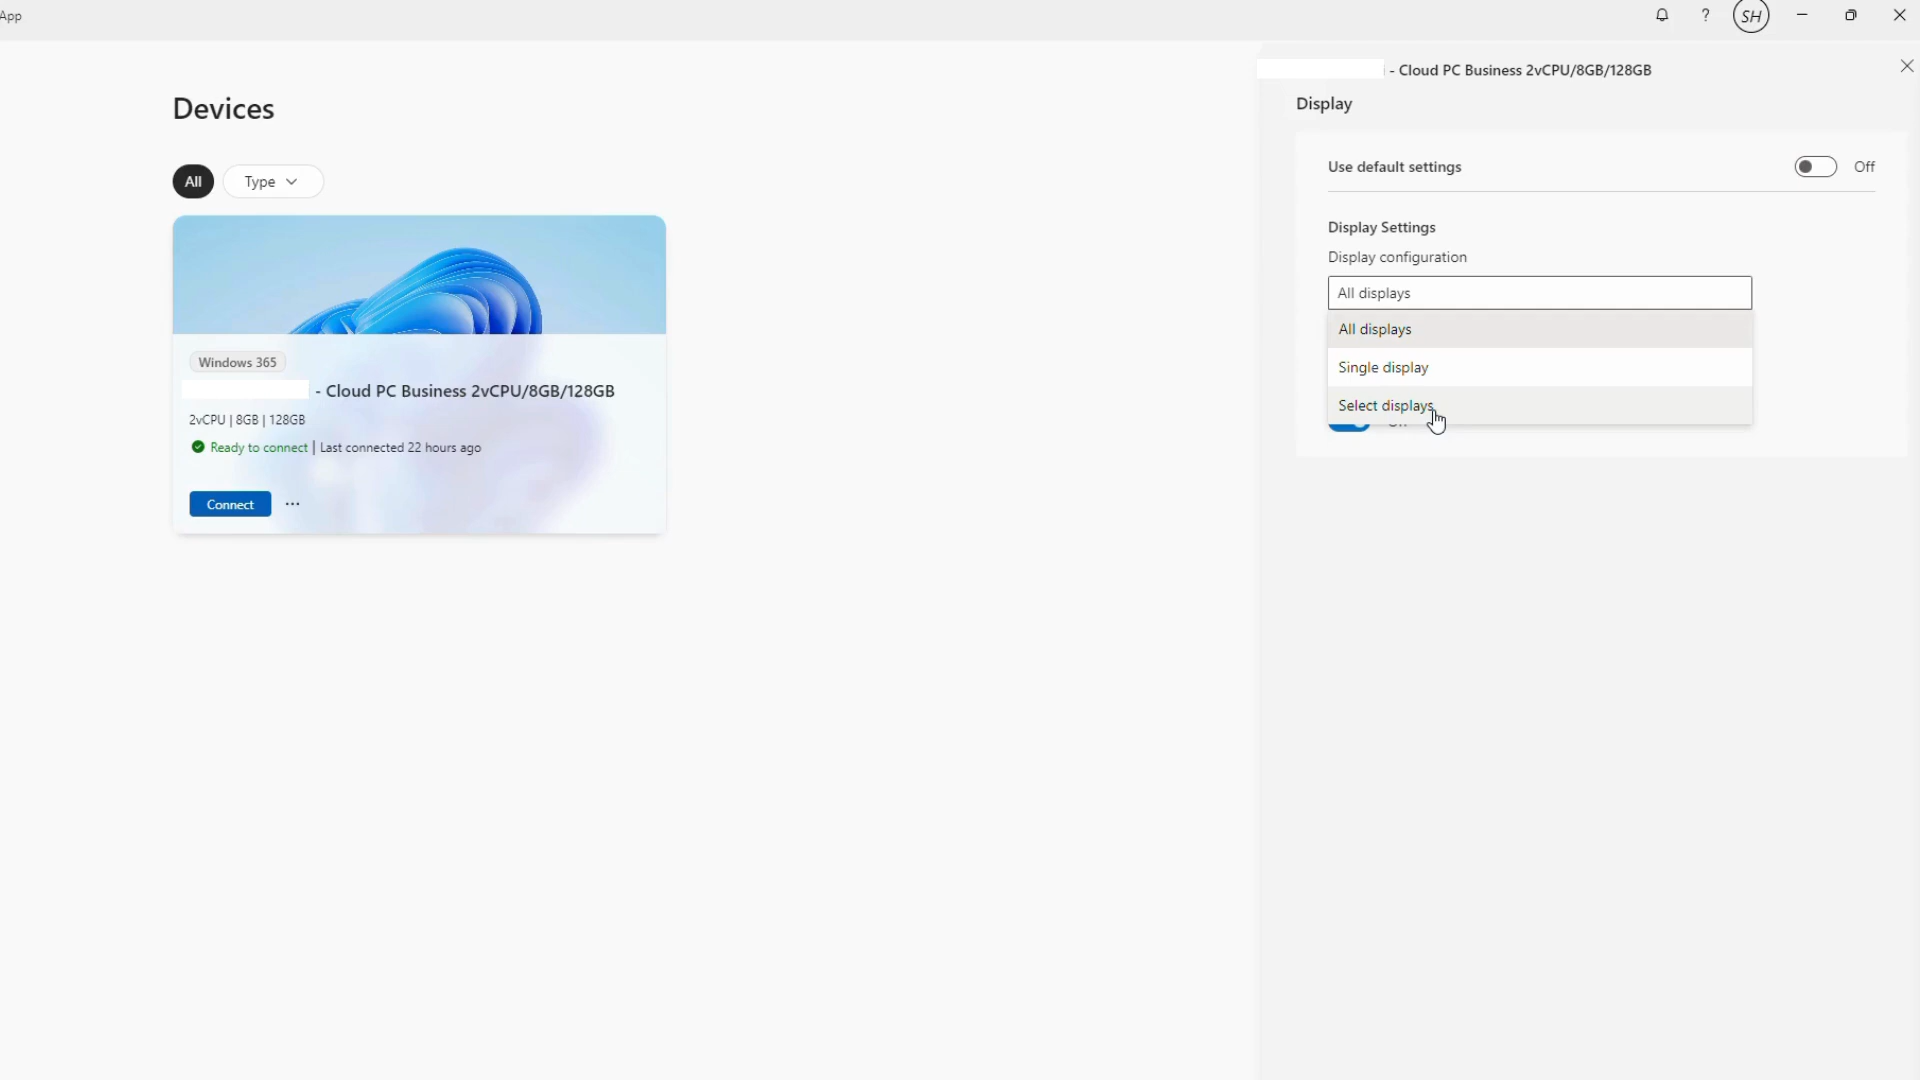 App
?
SH
Devices
All
Type
Windows 365
- Cloud PC Business 2vCPU/8GB/128GB
2vCPU | 8GB | 128GB
Ready to connect | Last connected 22 hours ago
Connect
...
- Cloud PC Business 2vCPU/8GB/128GB
Display
Use default settings
Off
Display Settings
Display configuration
All displays
All displays
Single display
Select displays